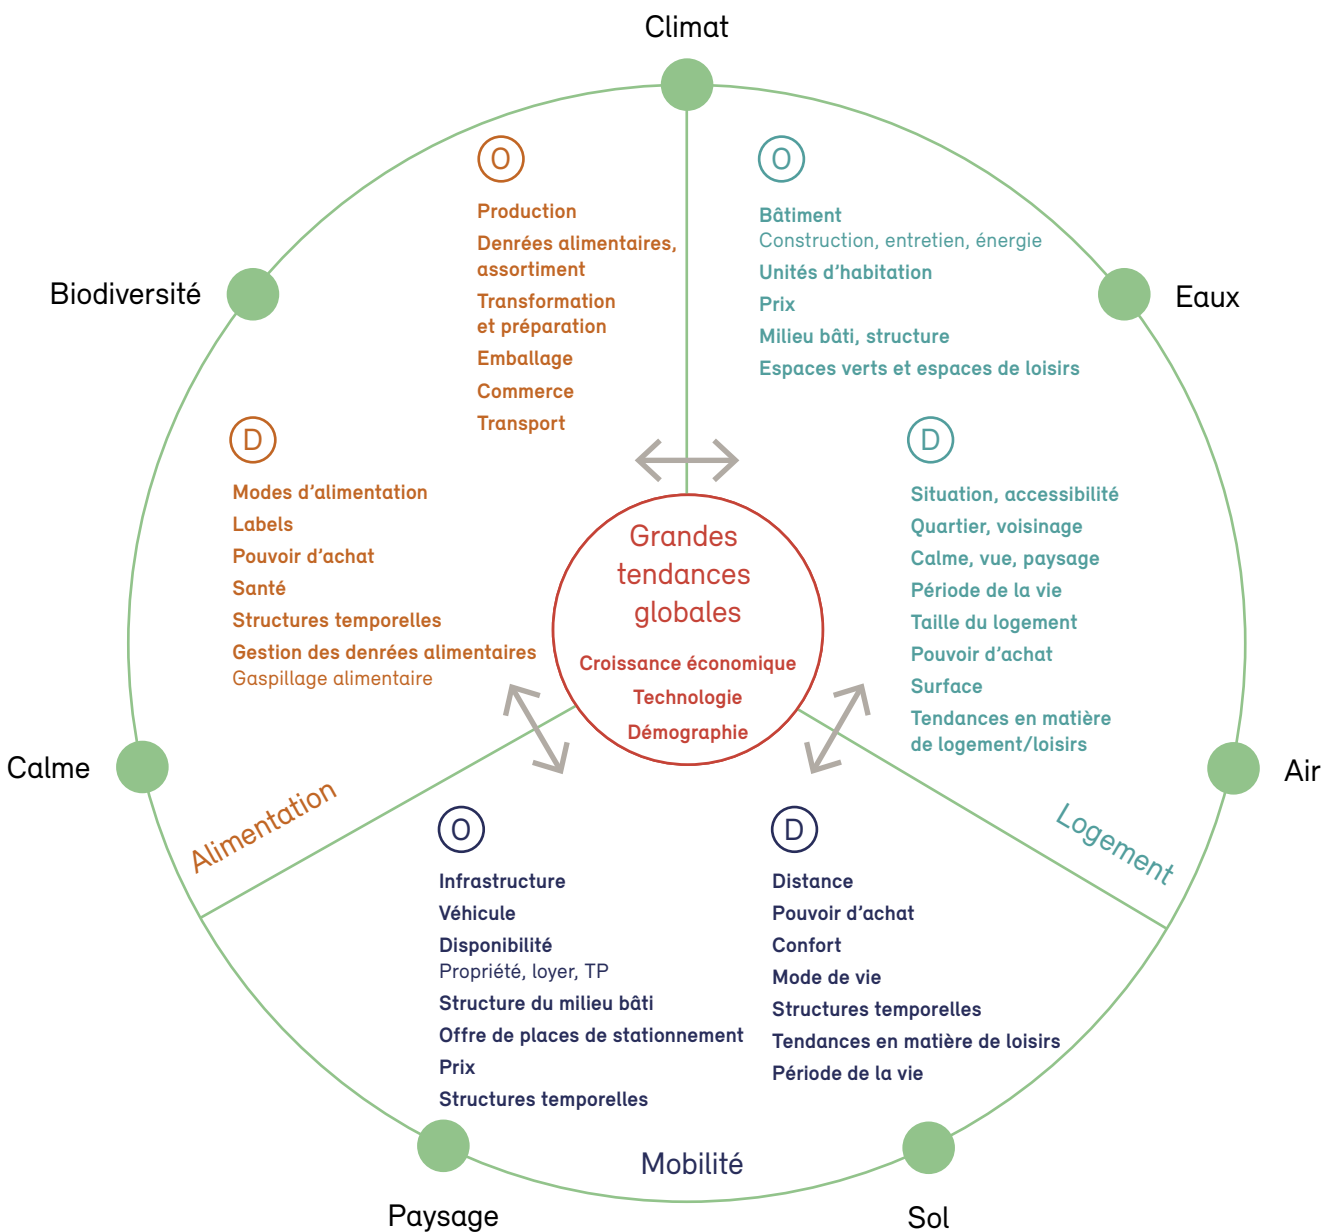 Climat
Biodiversité
Eaux
Calme
Air
Paysage
Sol
O
Production
Denrées alimentaires,
assortiment
Transformation
et préparation
Emballage
Commerce
Transport
D
Modes d'alimentation
Labels
Pouvoir d'achat
Santé
Structures temporelles
Gestion des denrées alimentaires
Gaspillage alimentaire
Alimentation
O
Bâtiment
Construction, entretien, énergie
Unités d'habitation
Prix
Milieu bâti, structure
Espaces verts et espaces de loisirs
D
Situation, accessibilité
Quartier, voisinage
Calme, vue, paysage
Période de la vie
Taille du logement
Pouvoir d'achat
Surface
Tendances en matière
de logement/loisirs
Logement
Grandes
tendances
globales
Croissance économique
Technologie
Démographie
O
Infrastructure
Véhicule
Disponibilité
Propriété, loyer, TP
Structure du milieu bâti
Offre de places de stationnement
Prix
Structures temporelles
D
Distance
Pouvoir d'achat
Confort
Mode de vie
Structures temporelles
Tendances en matière de loisirs
Période de la vie
Mobilité